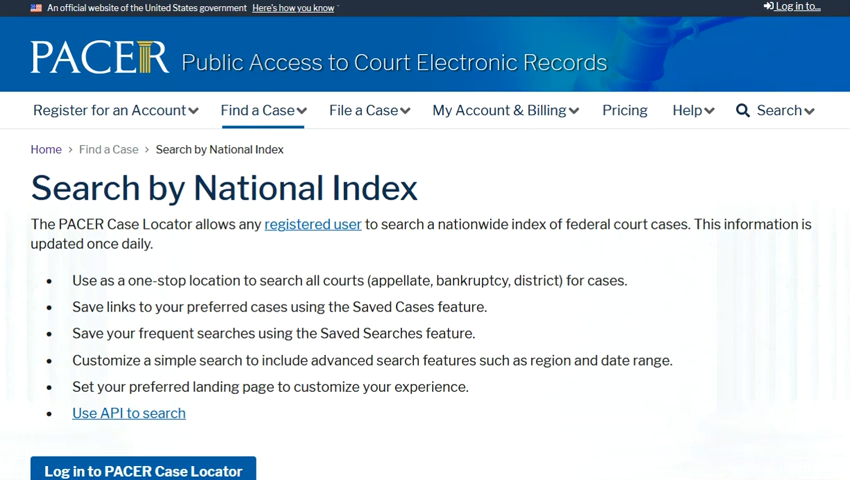 An official website of the United States government Here's how you know
Log in to...
PACER Public Access to Court Electronic Records
Register for an Account Find a Case File a Case My Account & Billing Pricing Help Search
Home › Find a Case › Search by National Index
Search by National Index
The PACER Case Locator allows any registered user to search a nationwide index of federal court cases. This information is
updated once daily.
• Use as a one-stop location to search all courts (appellate, bankruptcy, district) for cases.
• Save links to your preferred cases using the Saved Cases feature.
• Save your frequent searches using the Saved Searches feature.
• Customize a simple search to include advanced search features such as region and date range.
• Set your preferred landing page to customize your experience.
• Use API to search
Log in to PACER Case Locator